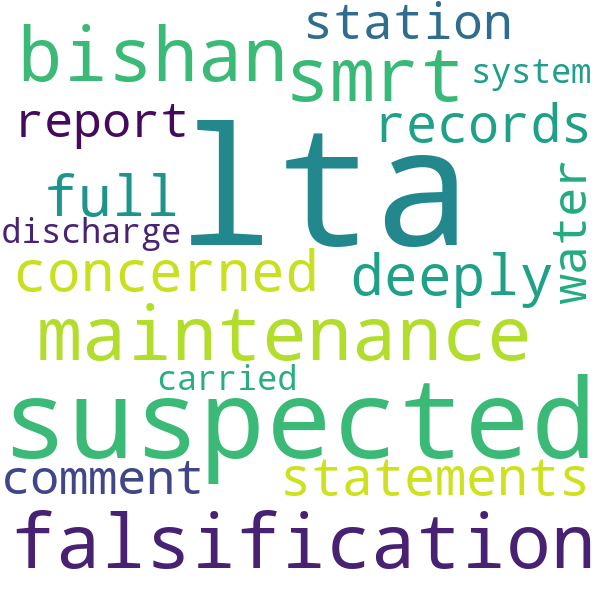 station
bishan
smrt
system
report
records
lta
full
water
discharge
concerned
deeply
maintenance
carried
suspected
comment
statements
falsification